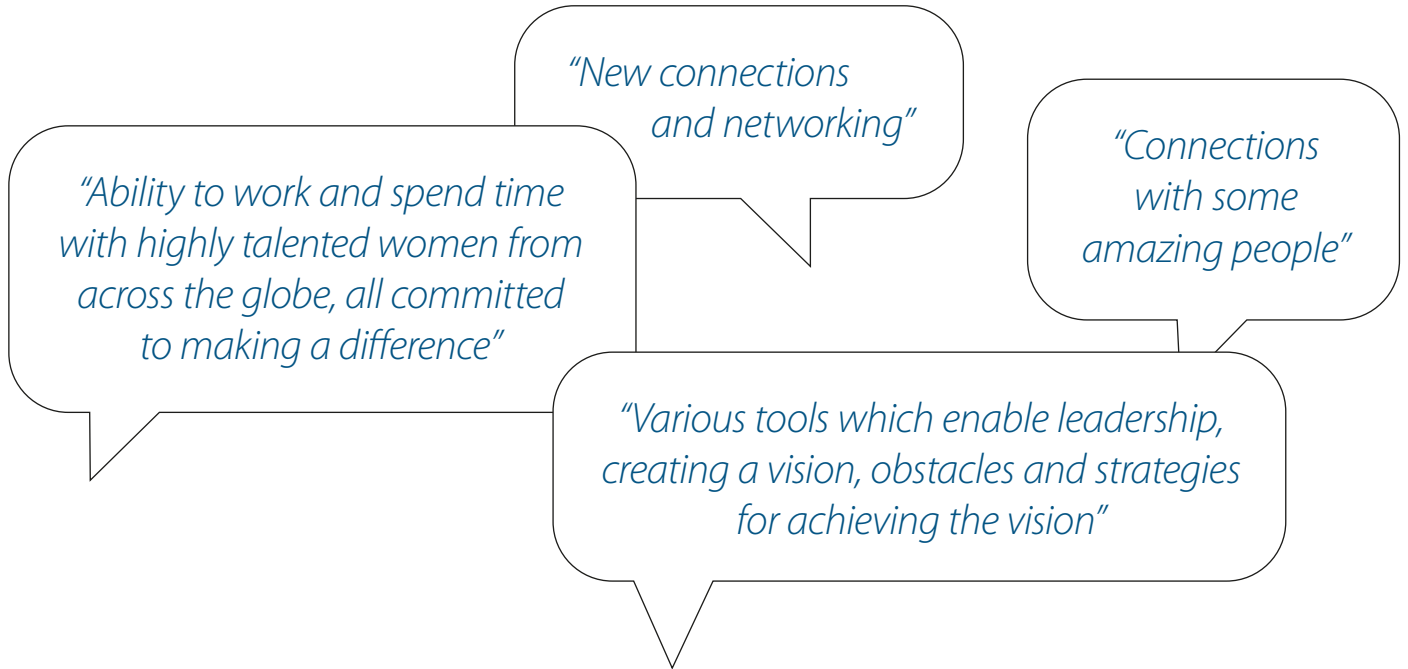 “New connections
and networking”
“Connections
with some
amazing people”
“Ability to work and spend time
with highly talented women from
across the globe, all committed
to making a difference”
“Various tools which enable leadership,
creating a vision, obstacles and strategies
for achieving the vision”